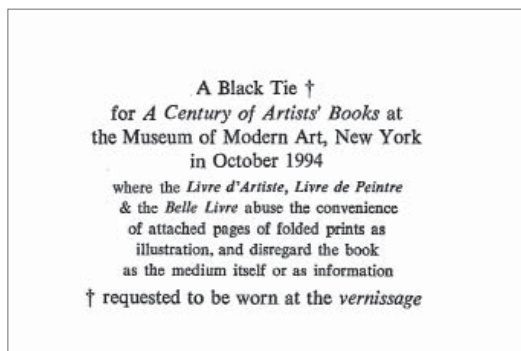 A Black Tie †
for A Century of Artists' Books at
the Museum of Modern Art, New York
in October 1994
where the Livre d'Artiste, Livre de Peintre
& the Belle Livre abuse the convenience
of attached pages of folded prints as
illustration, and disregard the book
as the medium itself or as information
† requested to be worn at the vernissage